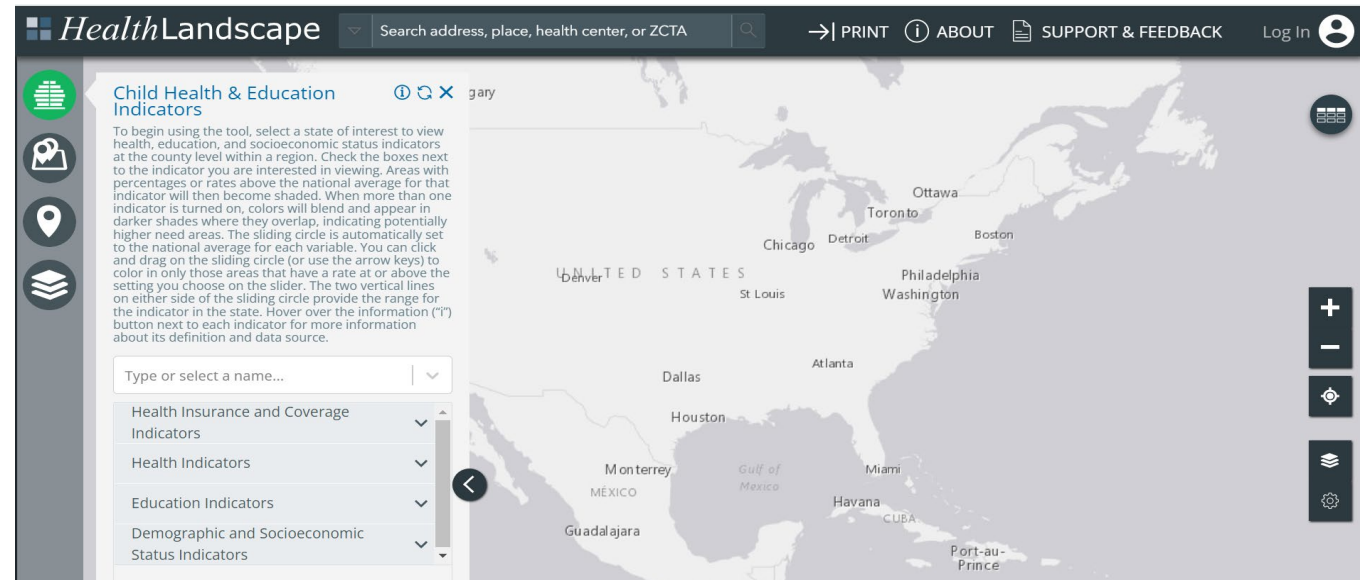 HealthLandscape
Search address, place, health center, or ZCTA
PRINT
ABOUT
SUPPORT & FEEDBACK
Log In
Child Health & Education
Indicators
To begin using the tool, select a state of interest to view
health, education, and socioeconomic status indicators
at the county level within a region. Check the boxes next
to the indicator you are interested in viewing. Areas with
percentages or rates above the national average for that
indicator will then become shaded. When more than one
indicator is turned on, colors will blend and appear in
darker shades where they overlap, indicating potentially
higher need areas. The sliding circle is automatically set
to the national average for each variable. You can click
and drag on the sliding circle (or use the arrow keys) to
color in only those areas that have a rate at or above the
setting you choose on the slider. The two vertical lines
on either side of the sliding circle provide the range for
the indicator in the state. Hover over the information ("i")
button next to each indicator for more information
about its definition and data source.
Type or select a name...
Health Insurance and Coverage
Indicators
Health Indicators
Education Indicators
Demographic and Socioeconomic
Status Indicators
gary
Ottawa
Toronto
Boston
Chicago
Detroit
UNITED STATES
Denver
Philadelphia
St Louis
Washington
Atlanta
Dallas
Houston
Monterrey
Gulf of
Mexico
Miami
MÉXICO
Havana
CUBA
Guadalajara
Port-au-
Prince